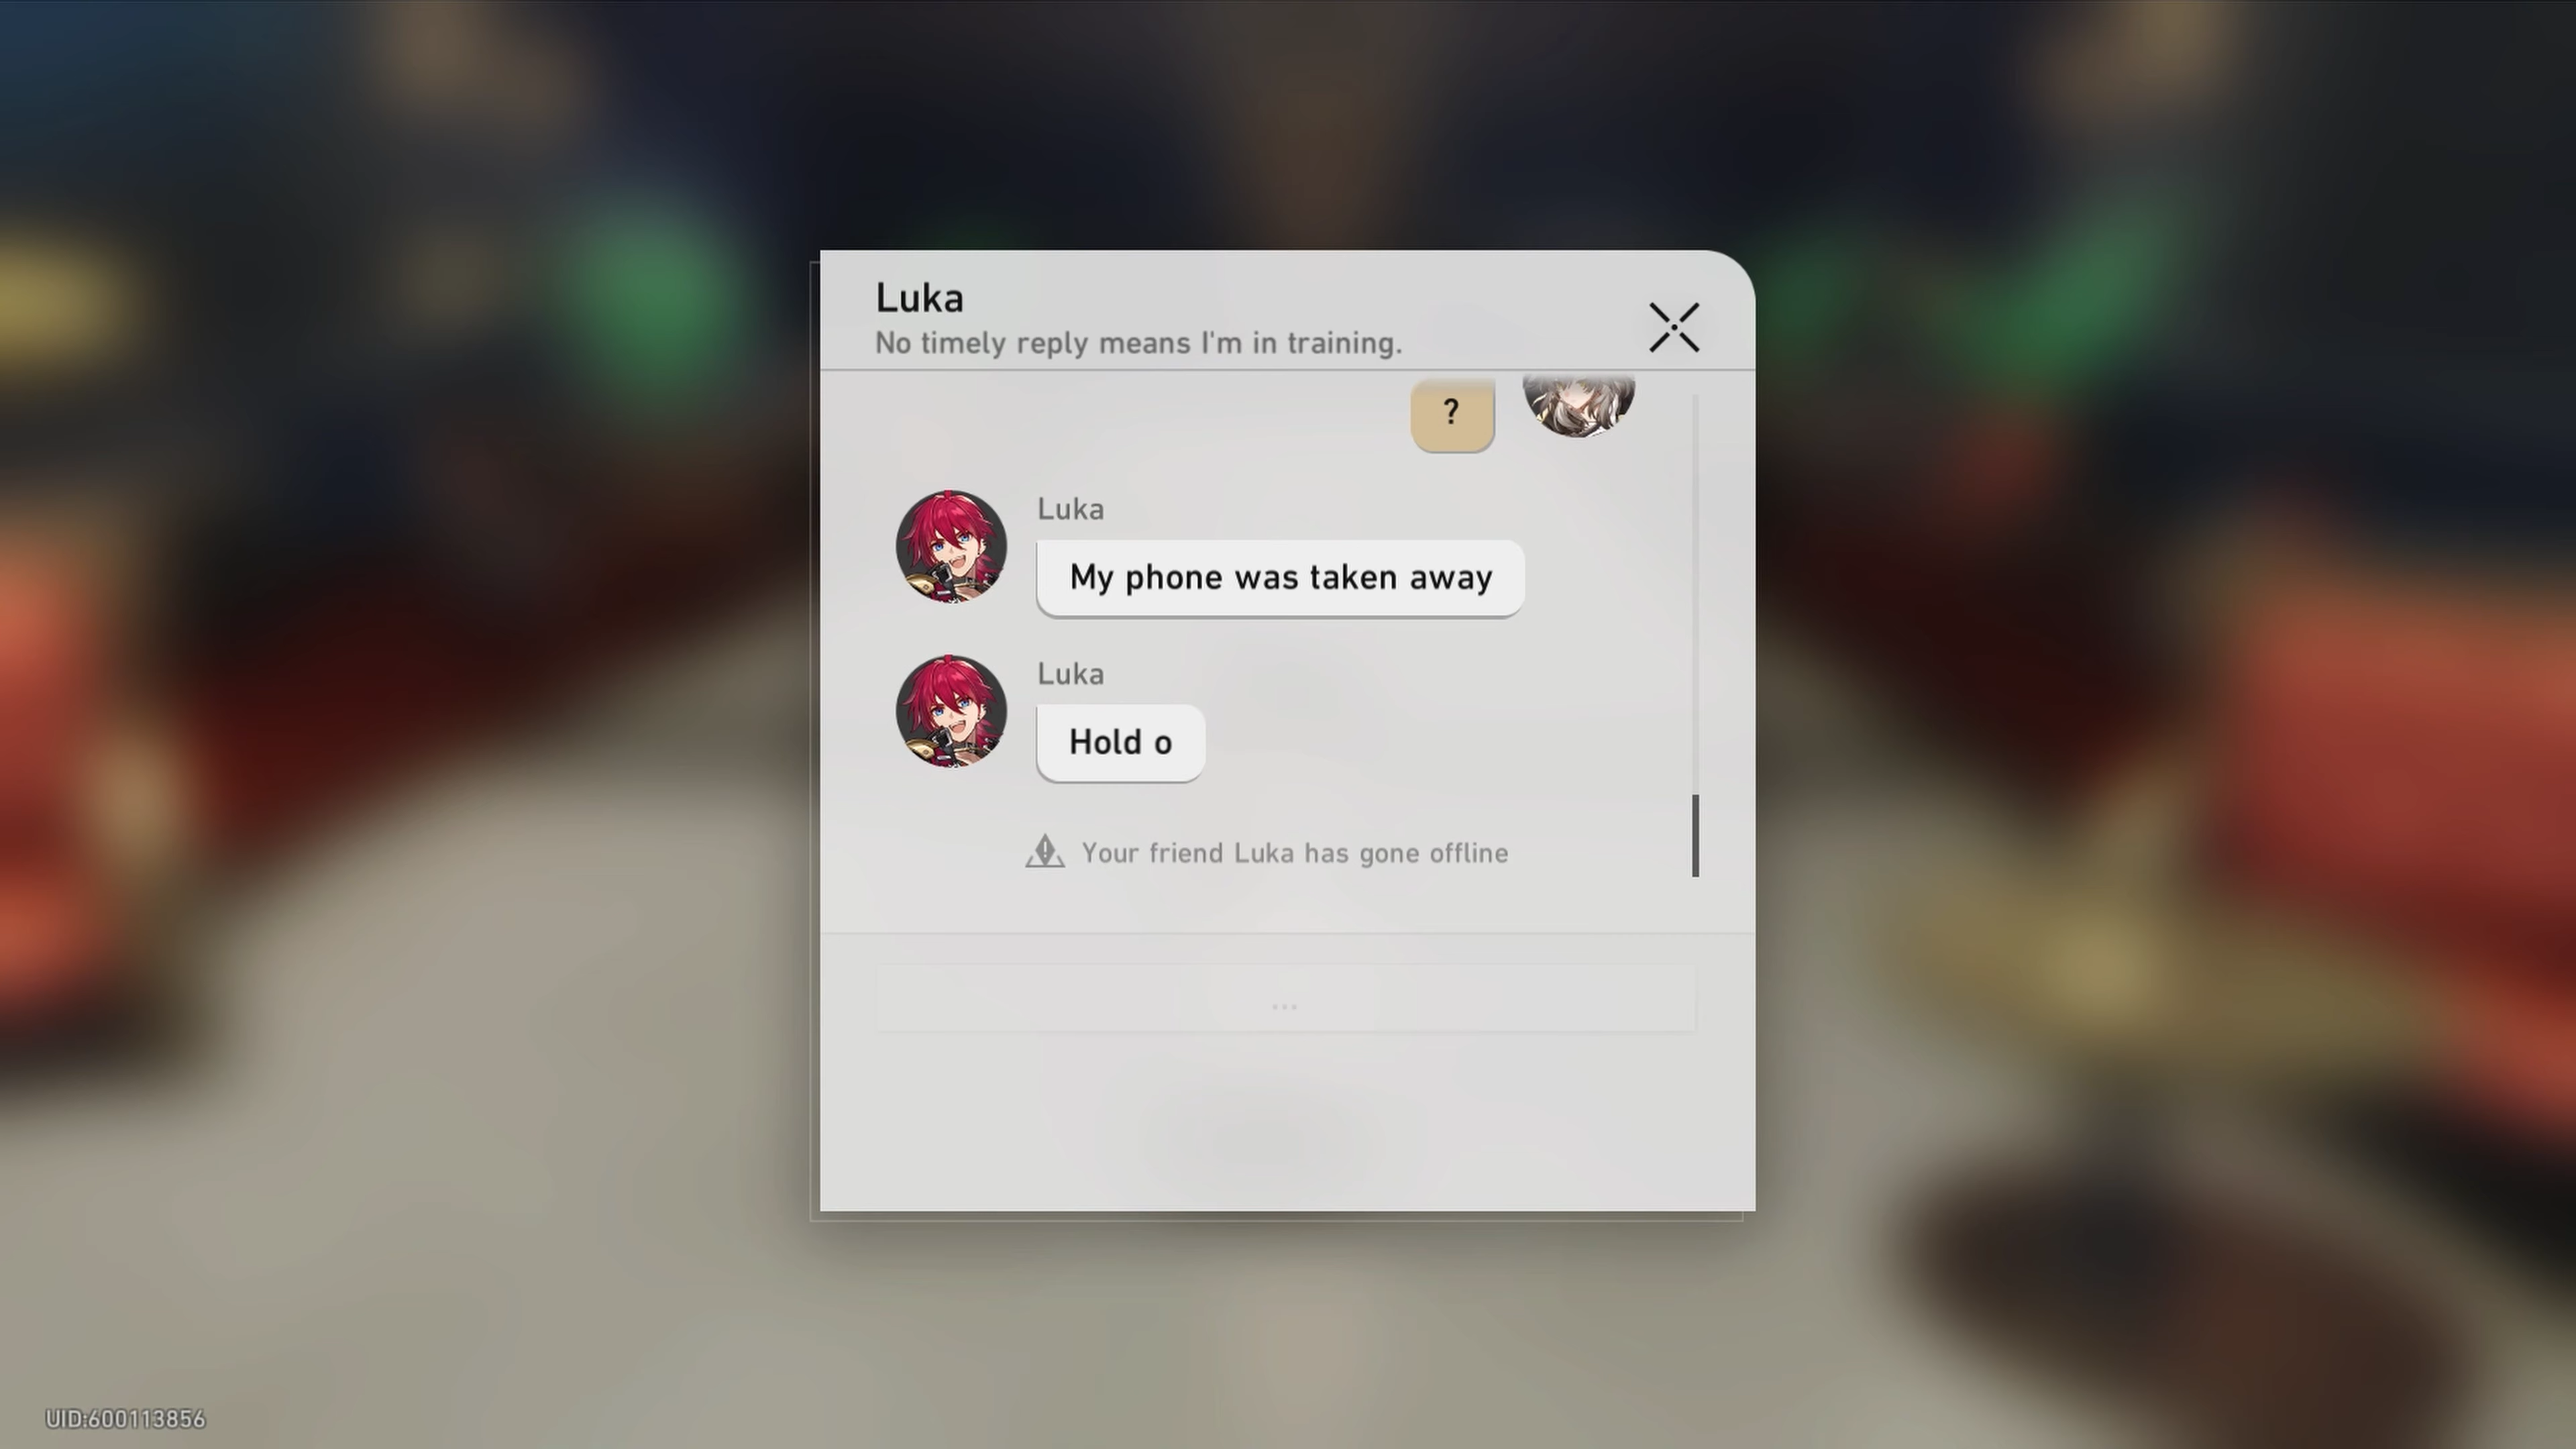 Luka
No timely reply means I'm in training.
?
Luka
My phone was taken away
Luka
Hold o
Your friend Luka has gone offline
...
UID:600113856